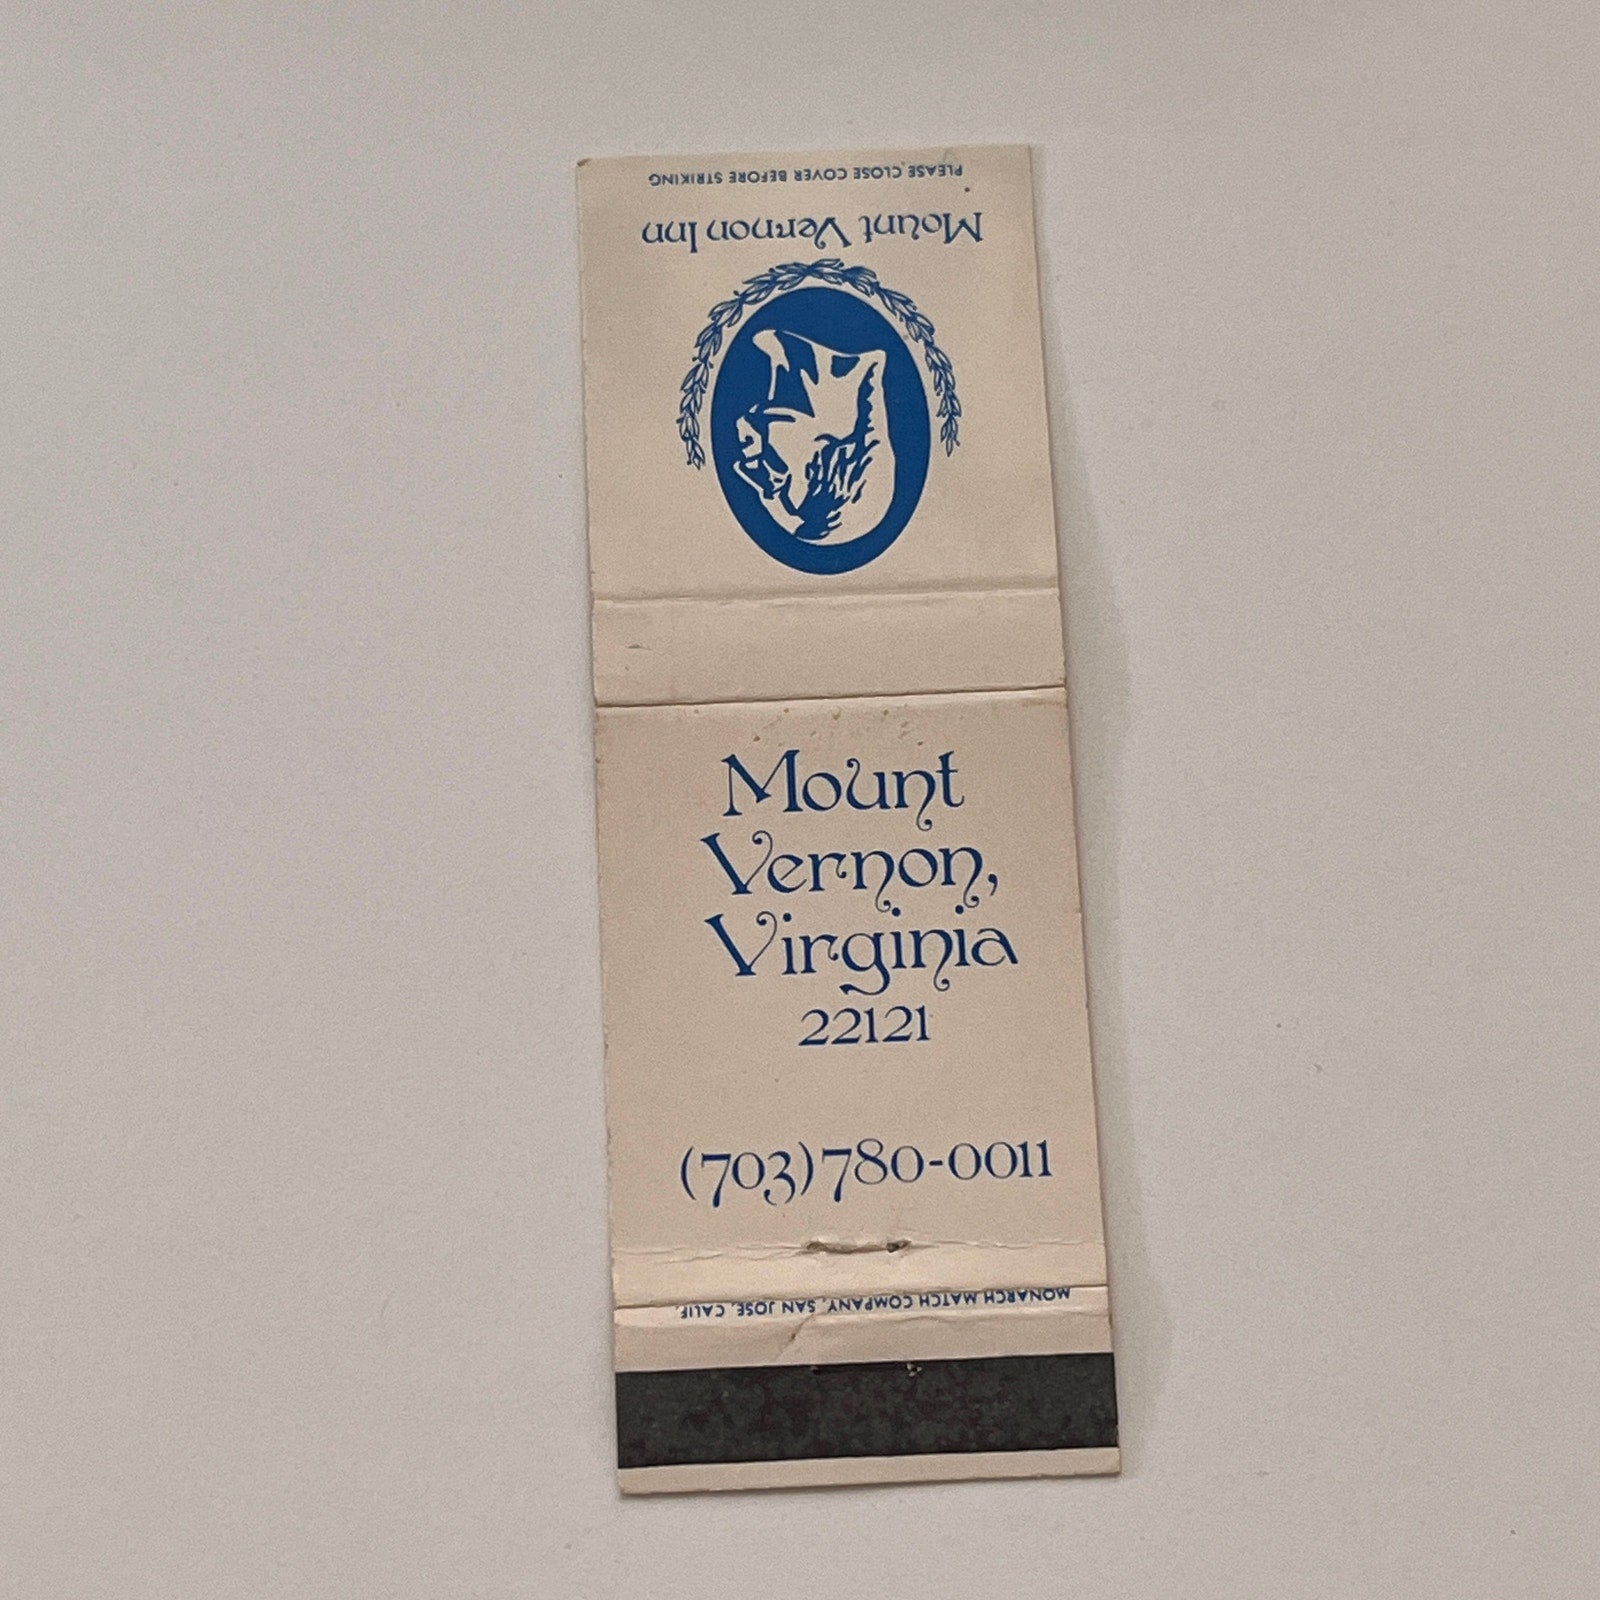 PLEASE CLOSE COVER BEFORE STRIKING
Mount Vernon Inn
Mount
Vernon,
Virginia
22121
(703)780-0011
MONARCH MATCH COMPANY, SAN JOSE, CALIF.